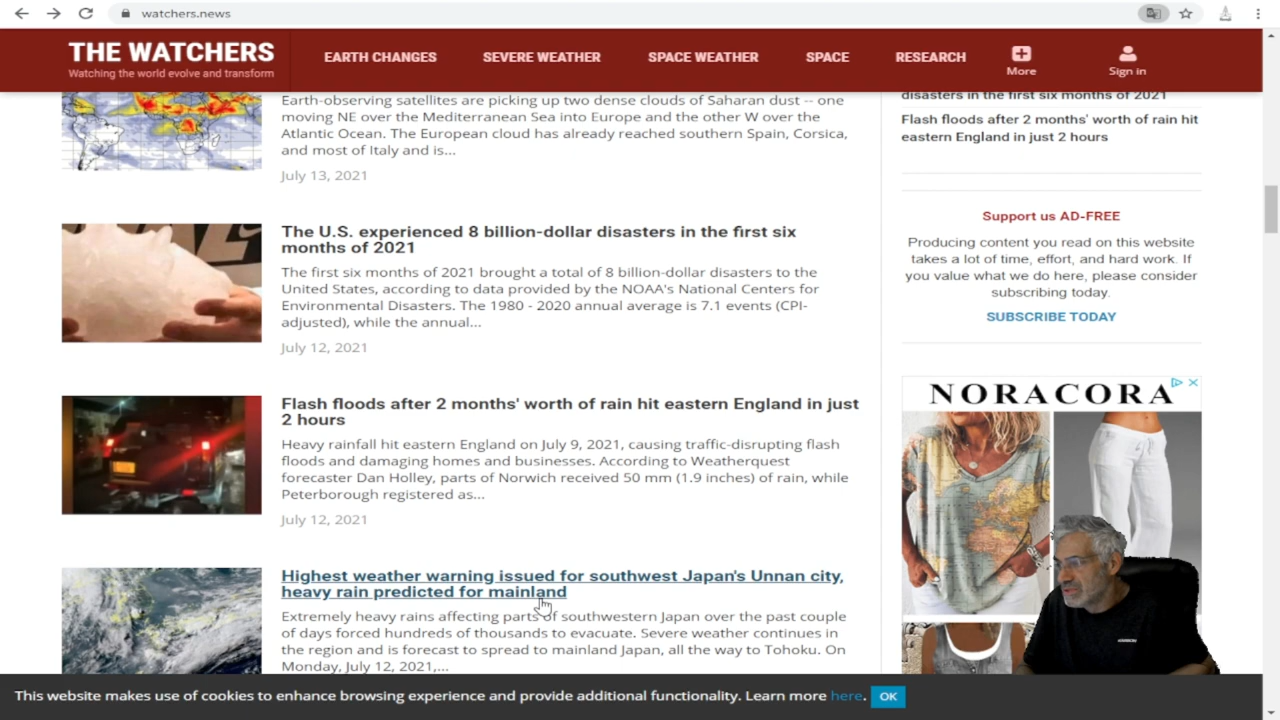 watchers.news
THE WATCHERS
Watching the world evolve and transform
EARTH CHANGES
SEVERE WEATHER
SPACE WEATHER
SPACE
RESEARCH
More
Sign in
Earth-observing satellites are picking up two dense clouds of Saharan dust -- one
moving NE over the Mediterranean Sea into Europe and the other W over the
Atlantic Ocean. The European cloud has already reached southern Spain, Corsica,
and most of Italy and is...
July 13, 2021
The U.S. experienced 8 billion-dollar disasters in the first six
months of 2021
The first six months of 2021 brought a total of 8 billion-dollar disasters to the
United States, according to data provided by the NOAA's National Centers for
Environmental Disasters. The 1980 - 2020 annual average is 7.1 events (CPI-
adjusted), while the annual...
July 12, 2021
Flash floods after 2 months' worth of rain hit eastern England in just
2 hours
Heavy rainfall hit eastern England on July 9, 2021, causing traffic-disrupting flash
floods and damaging homes and businesses. According to Weatherquest
forecaster Dan Holley, parts of Norwich received 50 mm (1.9 inches) of rain, while
Peterborough registered as...
July 12, 2021
Highest weather warning issued for southwest Japan's Unnan city,
heavy rain predicted for mainland
Extremely heavy rains affecting parts of southwestern Japan over the past couple
of days forced hundreds of thousands to evacuate. Severe weather continues in
the region and is forecast to spread to mainland Japan, all the way to Tohoku. On
Monday, July 12, 2021,...
disasters in the first six months of 2021
Flash floods after 2 months' worth of rain hit
eastern England in just 2 hours
Support us AD-FREE
Producing content you read on this website
takes a lot of time, effort, and hard work. If
you value what we do here, please consider
subscribing today.
SUBSCRIBE TODAY
NORACORA
This website makes use of cookies to enhance browsing experience and provide additional functionality. Learn more here.
OK